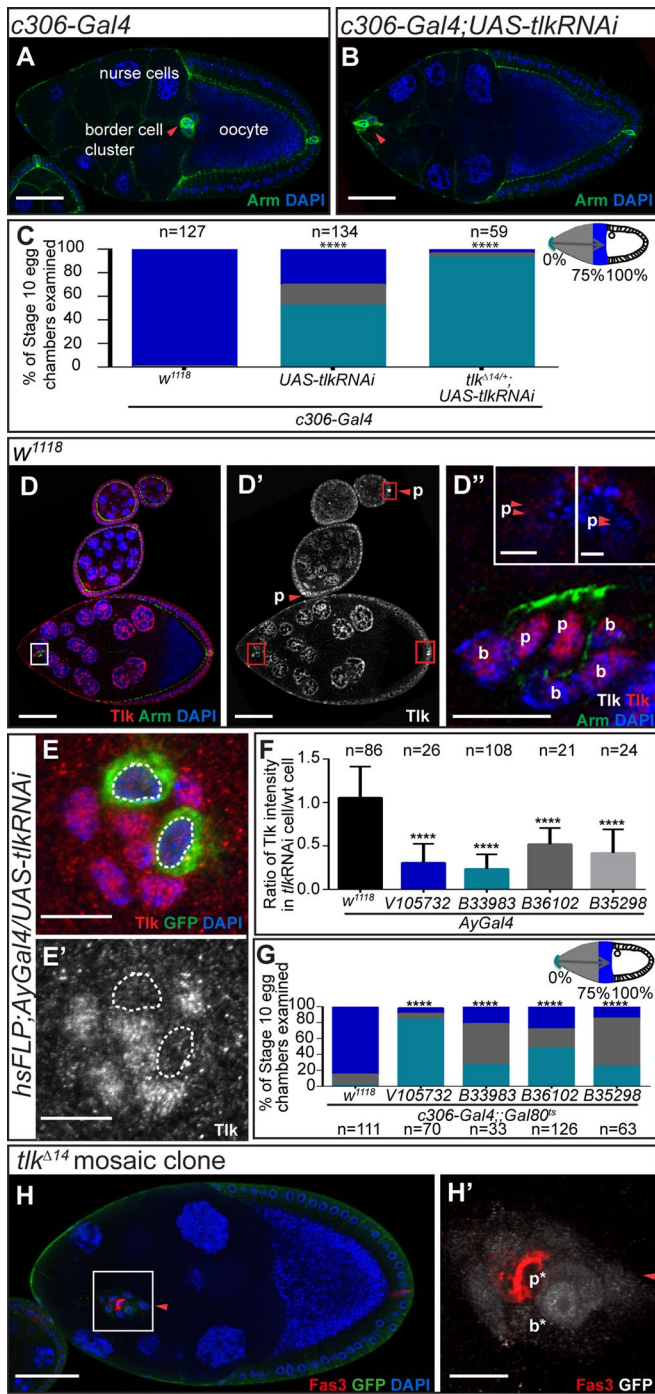 c306-Gal4
c306-Gal4;UAS-tlkRNAi
A
nurse cells
border cell
cluster
oocyte
Arm DAPI
B
Arm DAPI
C
n=127 n=134 n=59
**** ****
0%
75% 100%
% of Stage 10 egg
chambers examined
100
80
60
40
20
0
w1118 UAS-tlkRNAi tlkΔ14/+;
UAS-tlkRNAi
c306-Gal4
w1118
D
Tlk Arm DAPI
D'
p
p
Tlk
D''
p
p
b p p b
b b
Tlk Tlk
Arm DAPI
hsFLP;AyGal4/UAS-tlkRNAi
E
Tlk GFP DAPI
E'
Tlk
F
n=86 n=26 n=108 n=21 n=24
Ratio of Tlk intensity
in tlkRNAi cell/wt cell
1.5
1.0
0.5
0.0
**** **** **** ****
w1118 V105732 B33983 B36102 B35298
AyGal4
G
0%
75% 100%
% of Stage 10 egg
chambers examined
100
80
60
40
20
0
**** **** **** ****
w1118 V105732 B33983 B36102 B35298
c306-Gal4;;Gal80ts
n=111 n=70 n=33 n=126 n=63
tlkΔ14 mosaic clone
H
Fas3 GFP DAPI
H'
p*
b*
Fas3 GFP